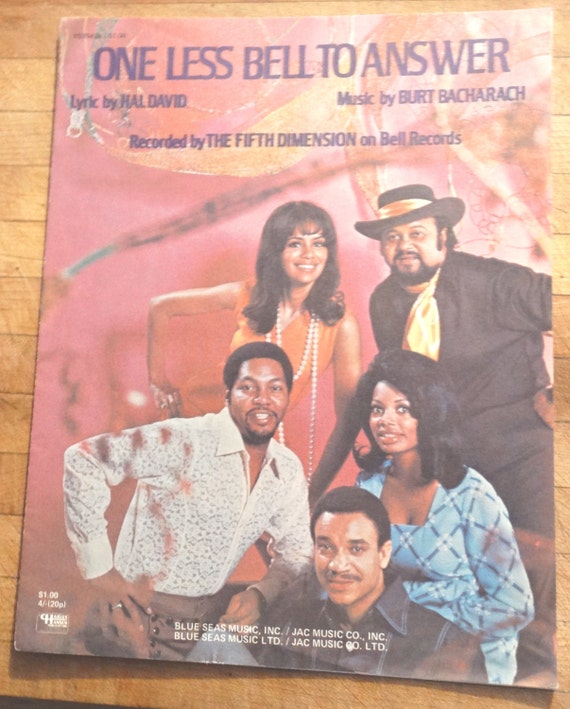 ONE LESS BELL TO ANSWER
Lyric by HAL DAVID
Music by BURT BACHARACH
Recorded by THE FIFTH DIMENSION on Bell Records
$1.00
4/-(20p)
BLUE SEAS MUSIC, INC. / JAC MUSIC CO., INC.
BLUE SEAS MUSIC LTD. / JAC MUSIC CO. LTD.